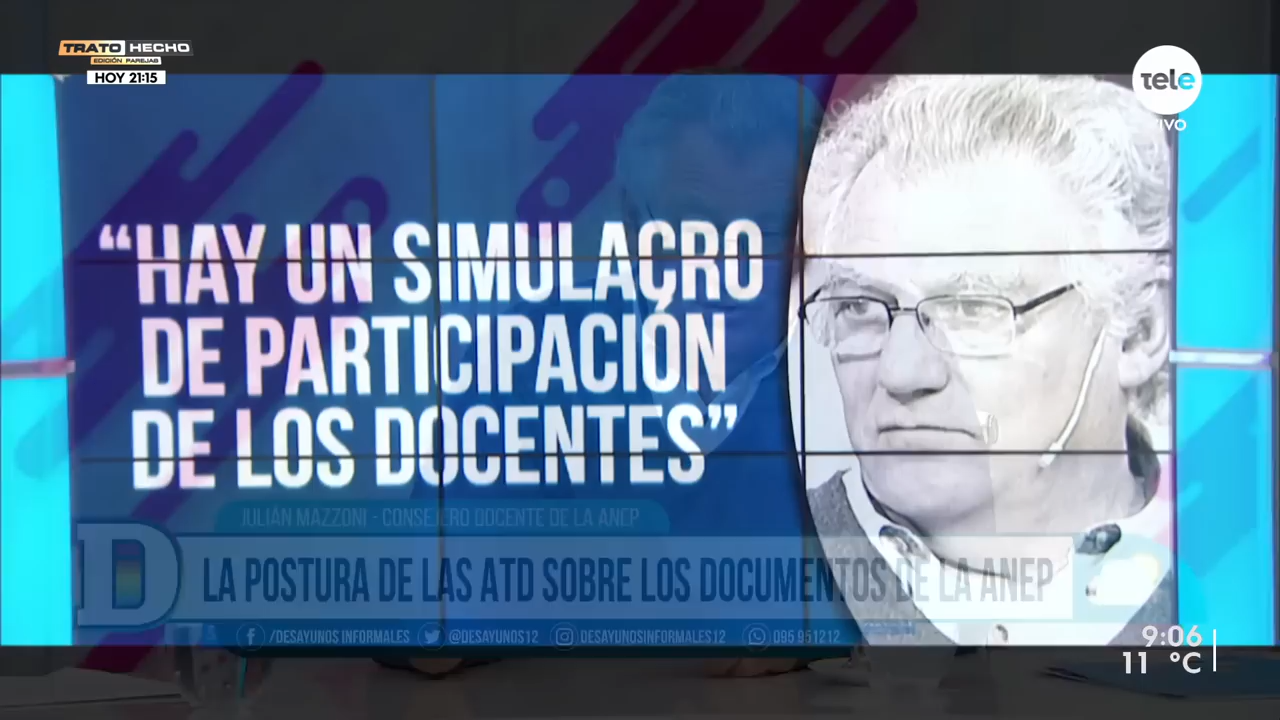 TRATO HECHO
EDICIÓN PAREJAS
HOY 21:15
tele
VIVO
“HAY UN SIMULACRO
DE PARTICIPACIÓN
DE LOS DOCENTES”
JULIÁN MAZZONI - CONSEJERO DOCENTE DE LA ANEP
D
LA POSTURA DE LAS ATD SOBRE LOS DOCUMENTOS DE LA ANEP
/DESAYUNOS INFORMALES @DESAYUNOS12 DESAYUNOSINFORMALES12 095 951212
9:06
11 °C